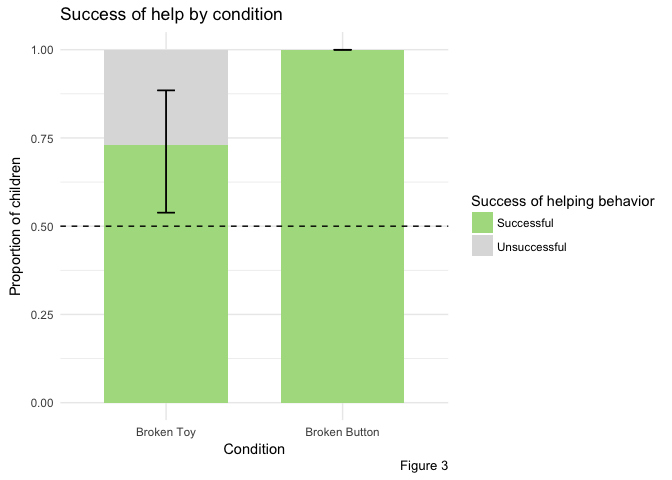 Success of help by condition
Proportion of children
1.00
0.75
0.50
0.25
0.00
Broken Toy
Broken Button
Condition
Success of helping behavior
Successful
Unsuccessful
Figure 3